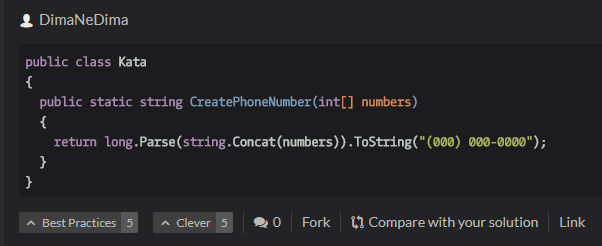 DimaNeDima
public class Kata
{
public static string CreatePhoneNumber(int[] numbers)
{
return long.Parse(string.Concat(numbers)).ToString("(000) 000-0000");
}
}
Best Practices 5 Clever 5 0 Fork Compare with your solution Link